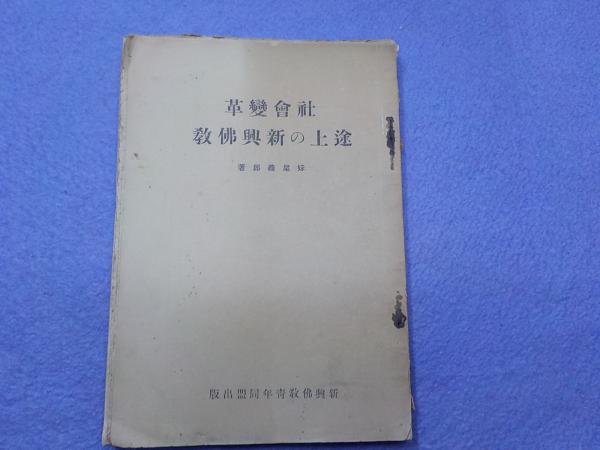 社會變革
途上の新興佛教
妹尾義郎著
新興佛教青年同盟出版